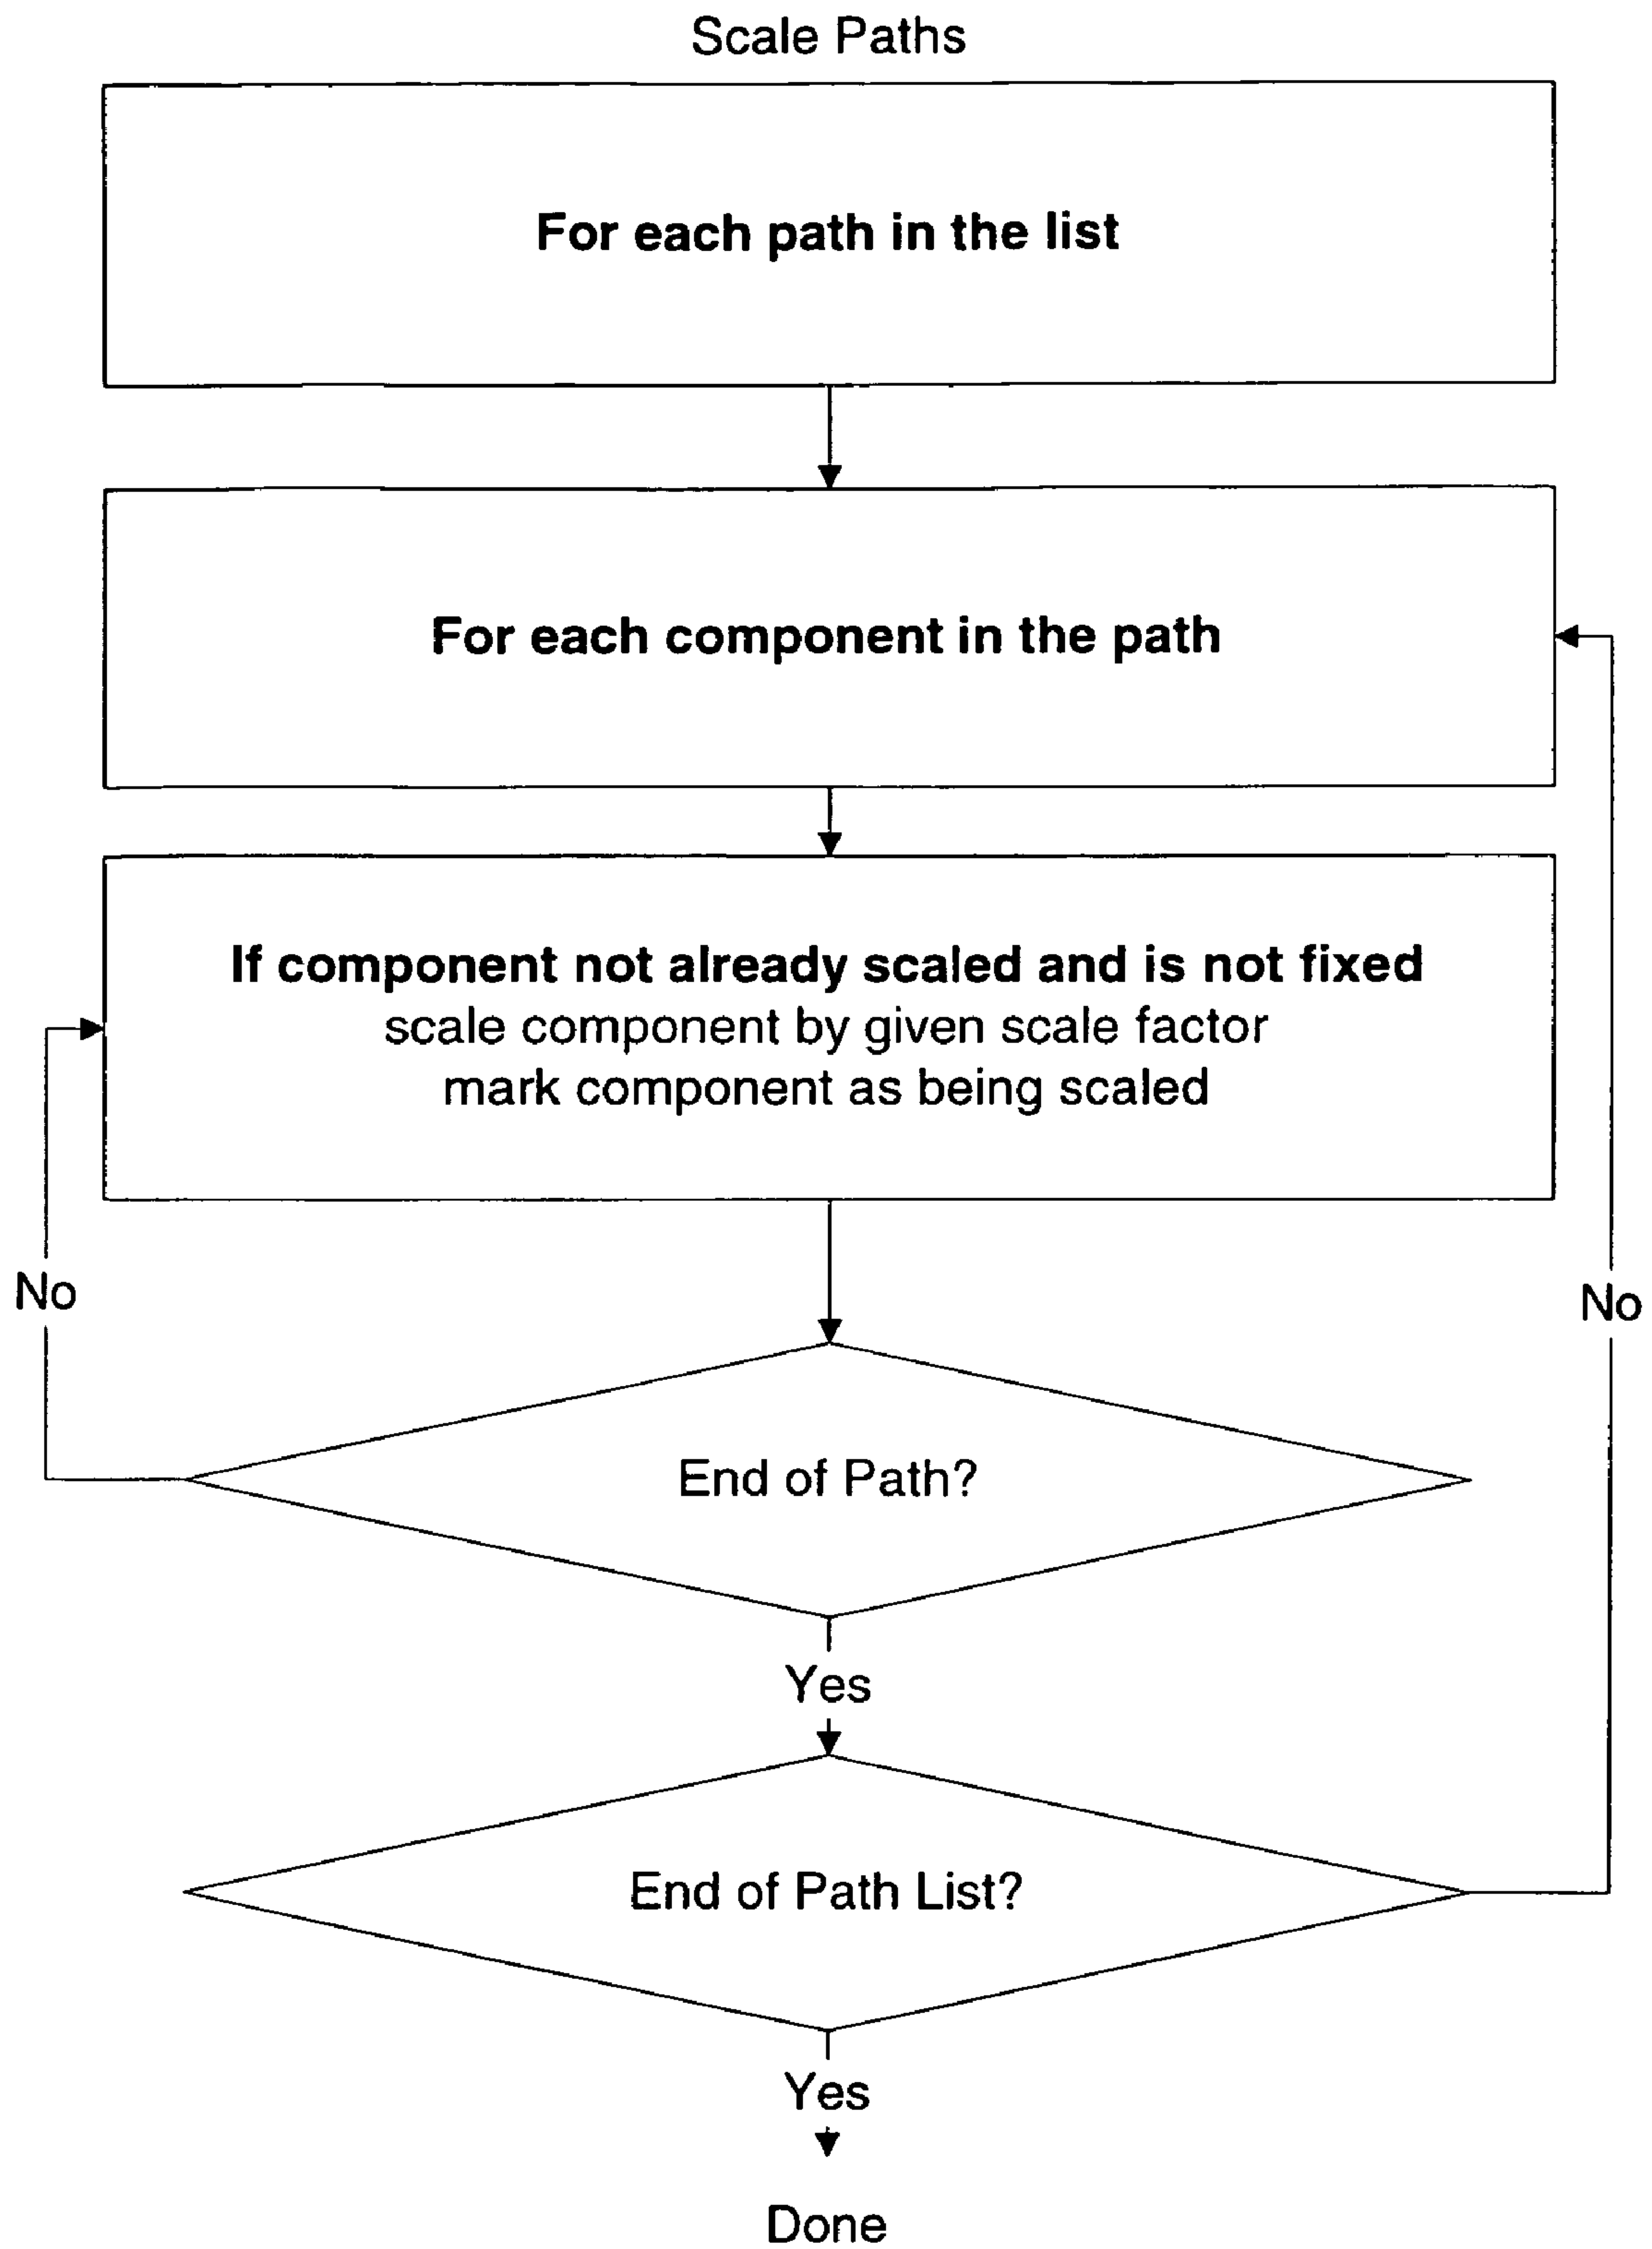 Scale Paths
For each path in the list
For each component in the path
If component not already scaled and is not fixed
scale component by given scale factor
mark component as being scaled
No
No
End of Path?
Yes
End of Path List?
Yes
Done